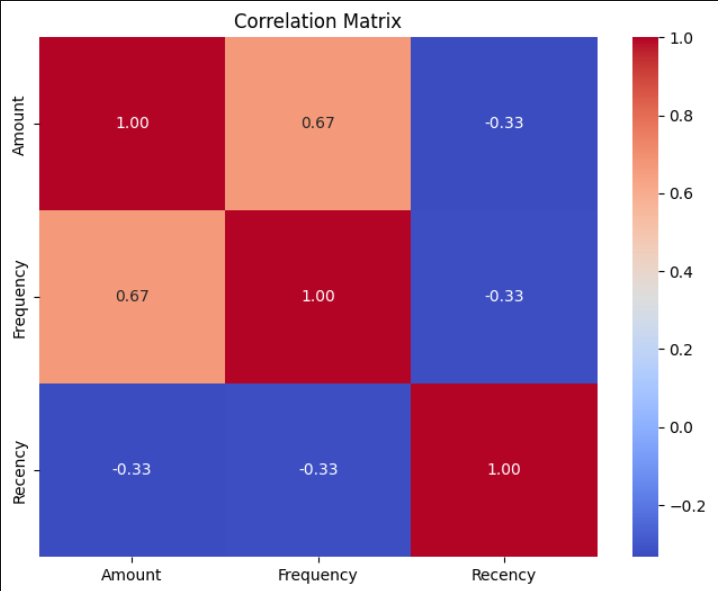 Correlation Matrix
Amount
1.00
0.67
-0.33
Frequency
0.67
1.00
-0.33
Recency
-0.33
-0.33
1.00
Amount
Frequency
Recency
1.0
0.8
0.6
0.4
0.2
0.0
−0.2